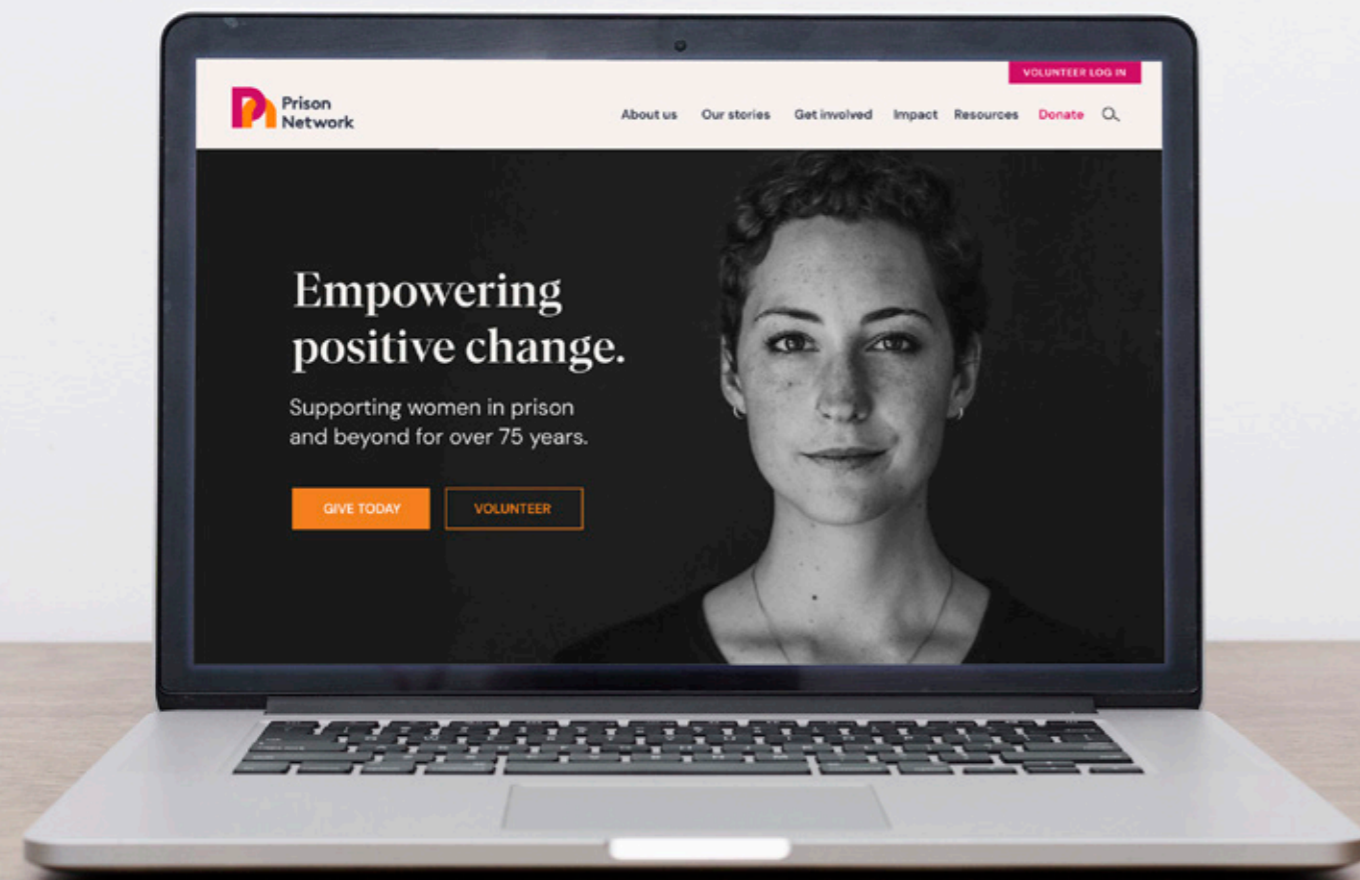 VOLUNTEER LOG IN
Prison
Network
About us Our stories Get involved Impact Resources Donate
Empowering
positive change.
Supporting women in prison
and beyond for over 75 years.
GIVE TODAY VOLUNTEER